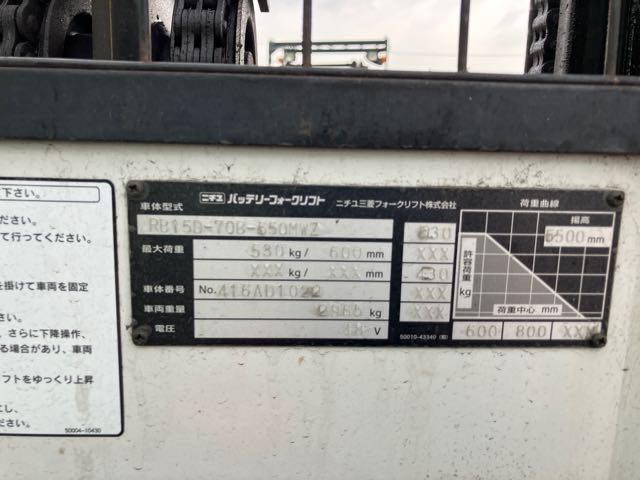 下さい。
ださい。
て行ってください。
を掛けて車両を固定
さい。
、さらに下降操作、
る場合があり、車両
フトをゆっくり上昇
にし、
ださい。
50004-10430
ニチユ バッテリーフォークリフト ニチユ三菱フォークリフト株式会社
車体型式 RB15D-70B-550MWZ
最大荷重 530 kg/ 600 mm
XXX kg/ XXX mm
車体番号 No.
車両重量 kg
電圧 48 V
530
XXX
430
XXX
XXX
50010-43340 (和)
荷重曲線
揚高
5500 mm
許容荷重
kg
荷重中心 mm
600 800 XXX